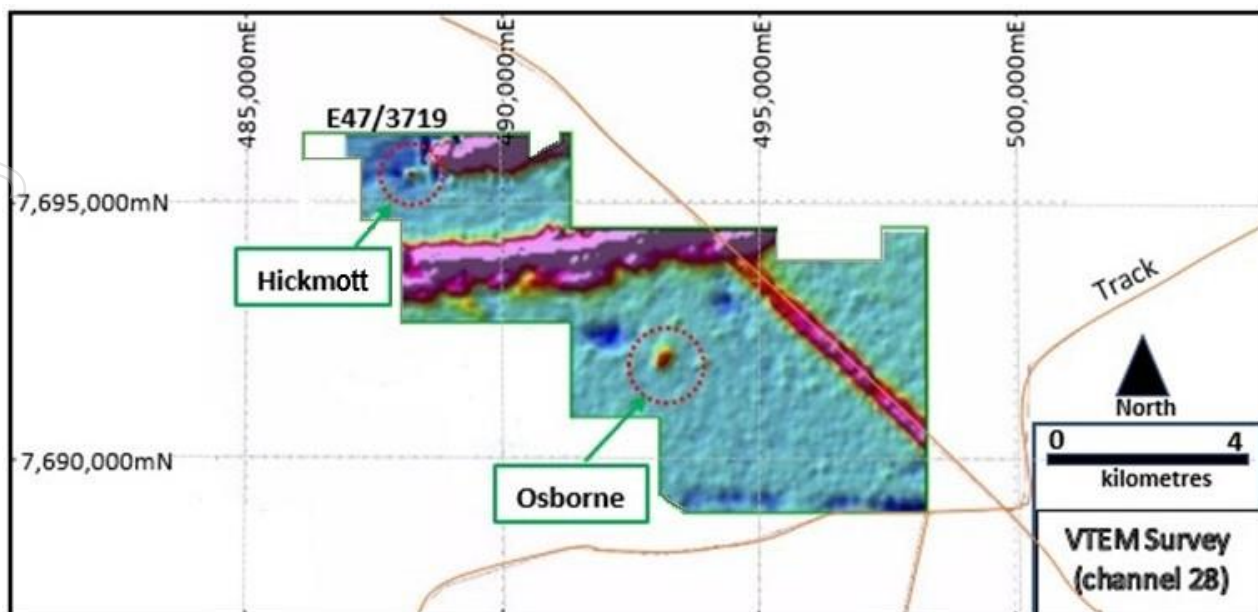 485,000mE
490,000mE
495,000mE
500,000mE
E47/3719
7,695,000mN
Hickmott
Track
North
7,690,000mN
0 4
kilometres
Osborne
VTEM Survey
(channel 28)